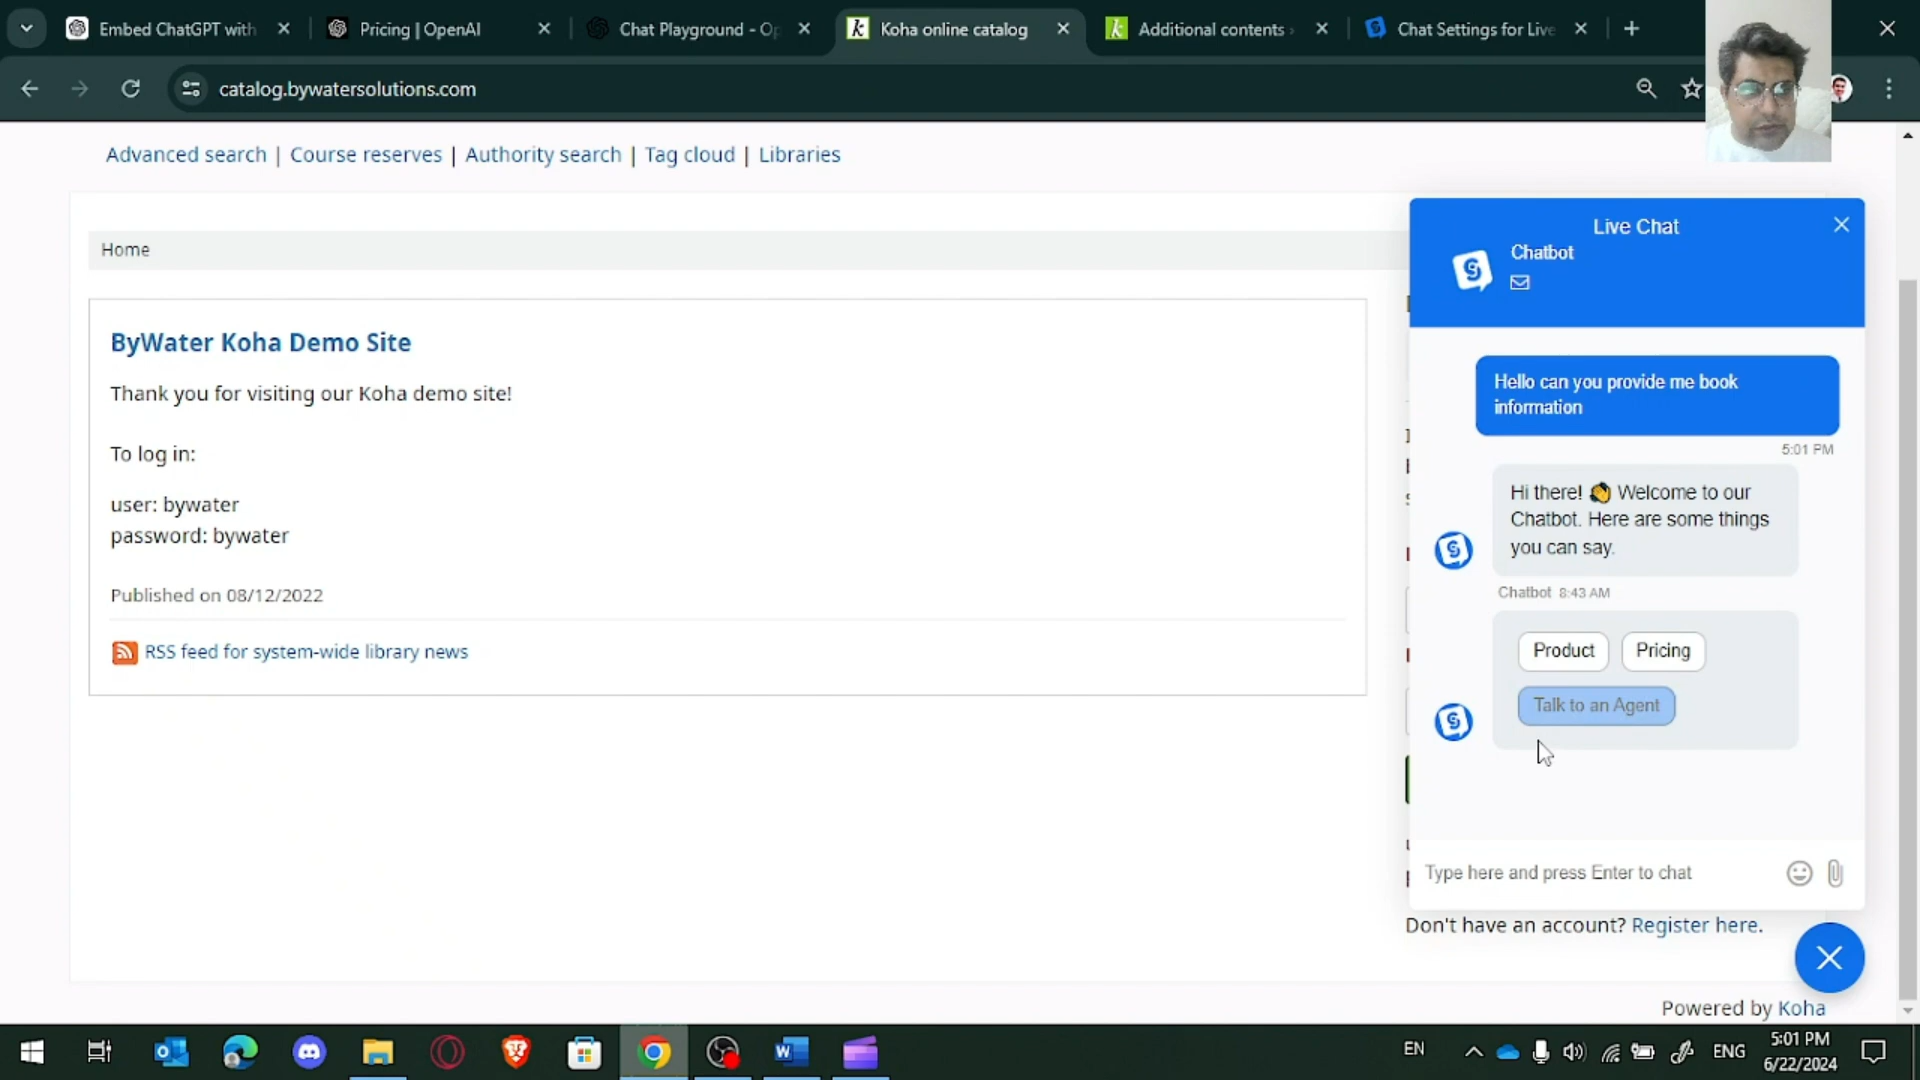 Embed ChatGPT with
Pricing | OpenAI
Chat Playground - Op
Koha online catalog
Additional contents ›
Chat Settings for Live
catalog.bywatersolutions.com
Advanced search | Course reserves | Authority search | Tag cloud | Libraries
Home
ByWater Koha Demo Site
Thank you for visiting our Koha demo site!
To log in:
user: bywater
password: bywater
Published on 08/12/2022
RSS feed for system-wide library news
Live Chat
Chatbot
Hello can you provide me book
information
5:01 PM
Hi there! 👋 Welcome to our
Chatbot. Here are some things
you can say.
Chatbot 8:43 AM
Product
Pricing
Talk to an Agent
Type here and press Enter to chat
Don't have an account? Register here.
Powered by Koha
EN
ENG
5:01 PM
6/22/2024